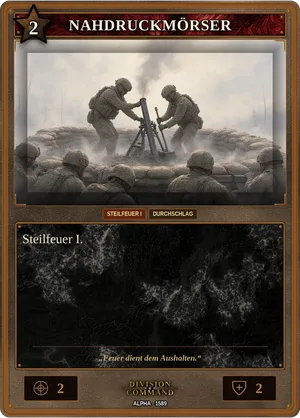 2
NAHDRUCKMÖRSER
STEILFEUER I
DURCHSCHLAG
Steilfeuer I.
„Feuer dient dem Aushalten.“
2
DIVISION
COMMAND
ALPHA - 1589
2